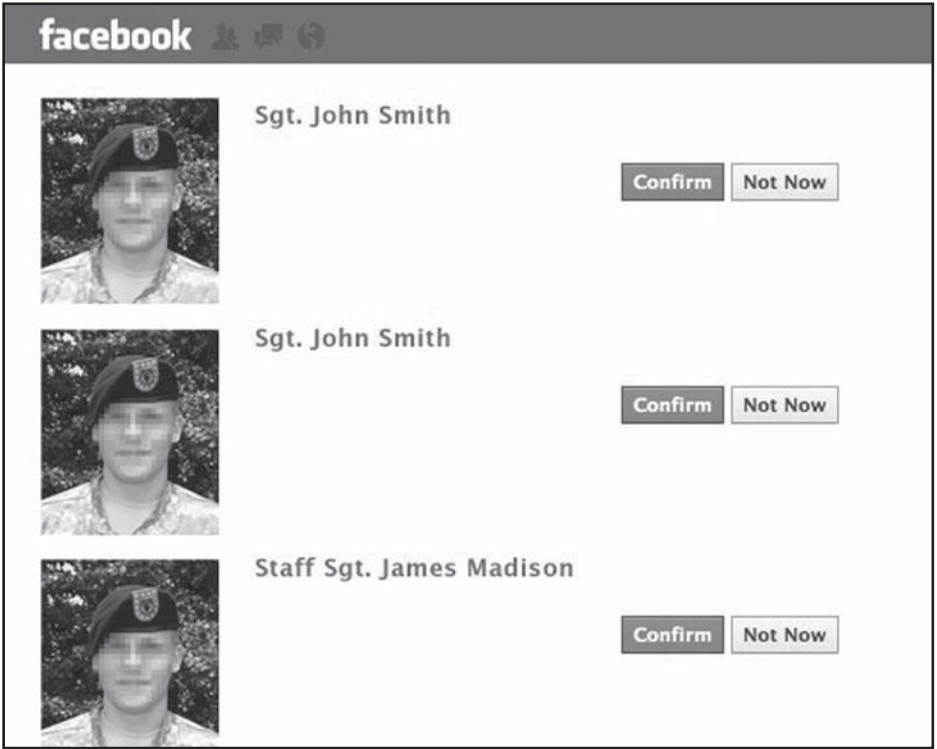 facebook
Sgt. John Smith
Confirm Not Now
Sgt. John Smith
Confirm Not Now
Staff Sgt. James Madison
Confirm Not Now